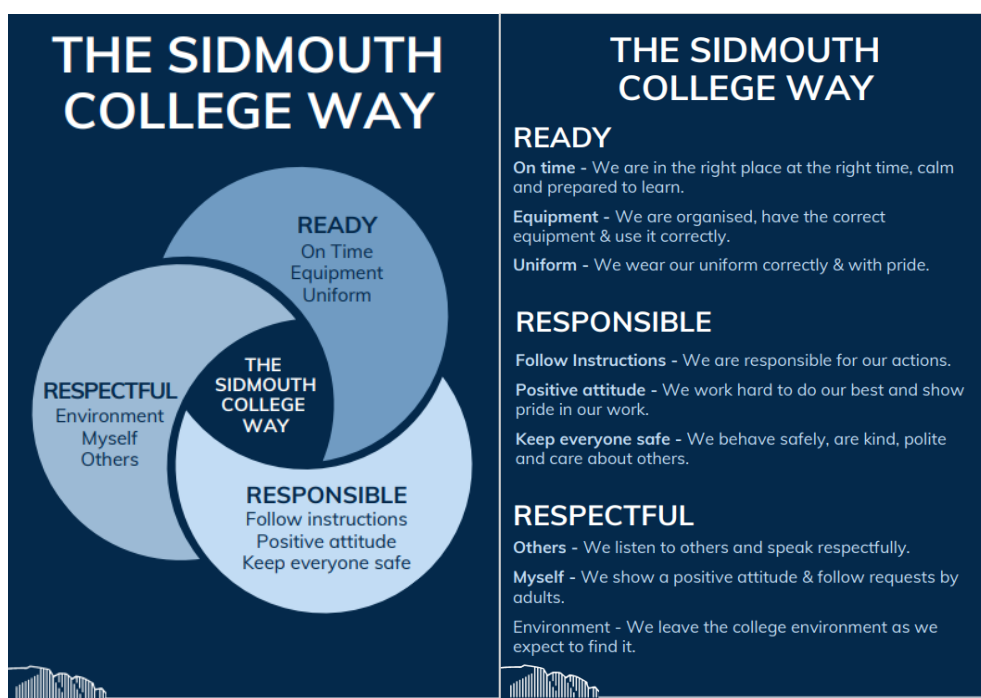 THE SIDMOUTH
COLLEGE WAY
READY
On Time
Equipment
Uniform
RESPECTFUL
Environment
Myself
Others
THE
SIDMOUTH
COLLEGE
WAY
RESPONSIBLE
Follow instructions
Positive attitude
Keep everyone safe
THE SIDMOUTH
COLLEGE WAY
READY
On time - We are in the right place at the right time, calm
and prepared to learn.
Equipment - We are organised, have the correct
equipment & use it correctly.
Uniform - We wear our uniform correctly & with pride.
RESPONSIBLE
Follow Instructions - We are responsible for our actions.
Positive attitude - We work hard to do our best and show
pride in our work.
Keep everyone safe - We behave safely, are kind, polite
and care about others.
RESPECTFUL
Others - We listen to others and speak respectfully.
Myself - We show a positive attitude & follow requests by
adults.
Environment - We leave the college environment as we
expect to find it.